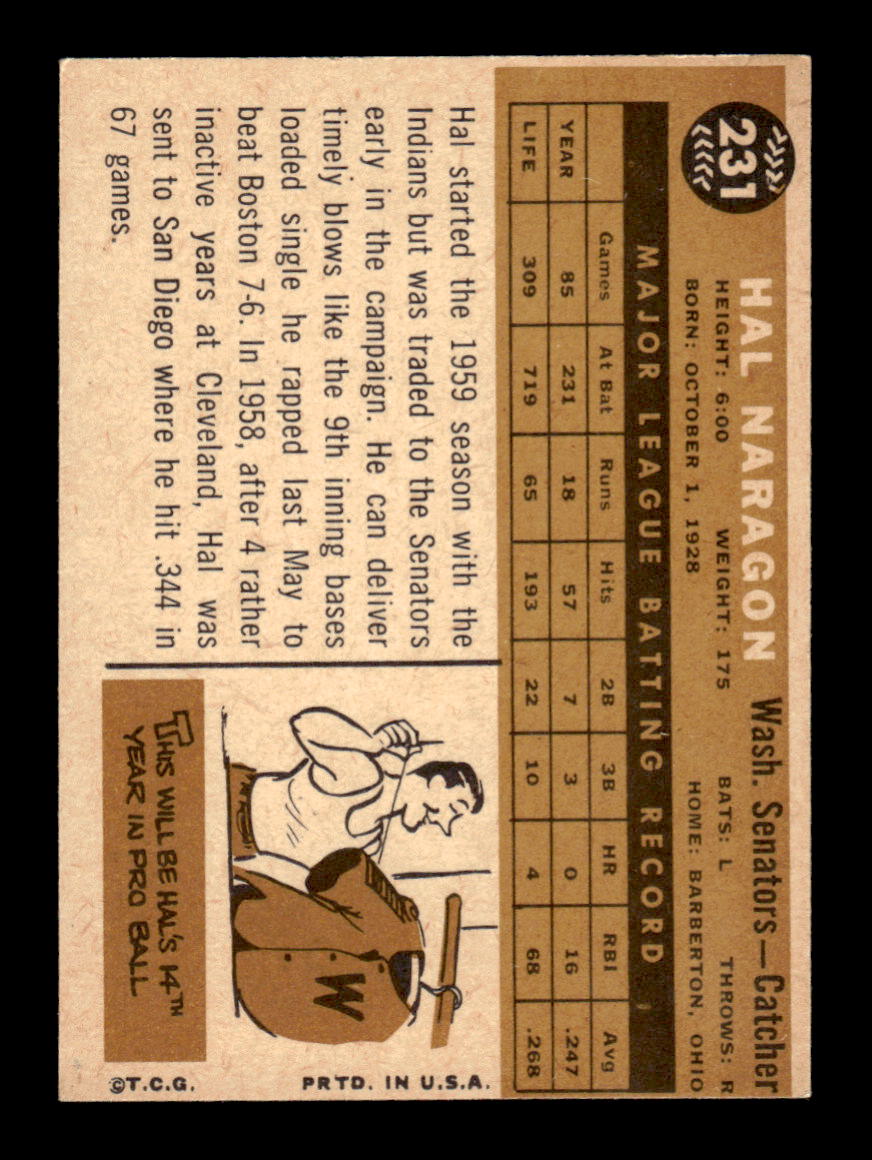 231
HAL NARAGON Wash. Senators—Catcher
HEIGHT: 6:00 WEIGHT: 175 BATS: L THROWS: R
BORN: OCTOBER 1, 1928 HOME: BARBERTON, OHIO
MAJOR LEAGUE BATTING RECORD
Games At Bat Runs Hits 2B 3B HR RBI Avg
YEAR 85 231 18 57 7 3 0 16 .247
LIFE 309 719 65 193 22 10 4 68 .268
Hal started the 1959 season with the
Indians but was traded to the Senators
early in the campaign. He can deliver
timely blows like the 9th inning bases
loaded single he rapped last May to
beat Boston 7-6. In 1958, after 4 rather
inactive years at Cleveland, Hal was
sent to San Diego where he hit .344 in
67 games.
W
THIS WILL BE HAL'S 14TH
YEAR IN PRO BALL
©T.C.G. PRTD. IN U.S.A.